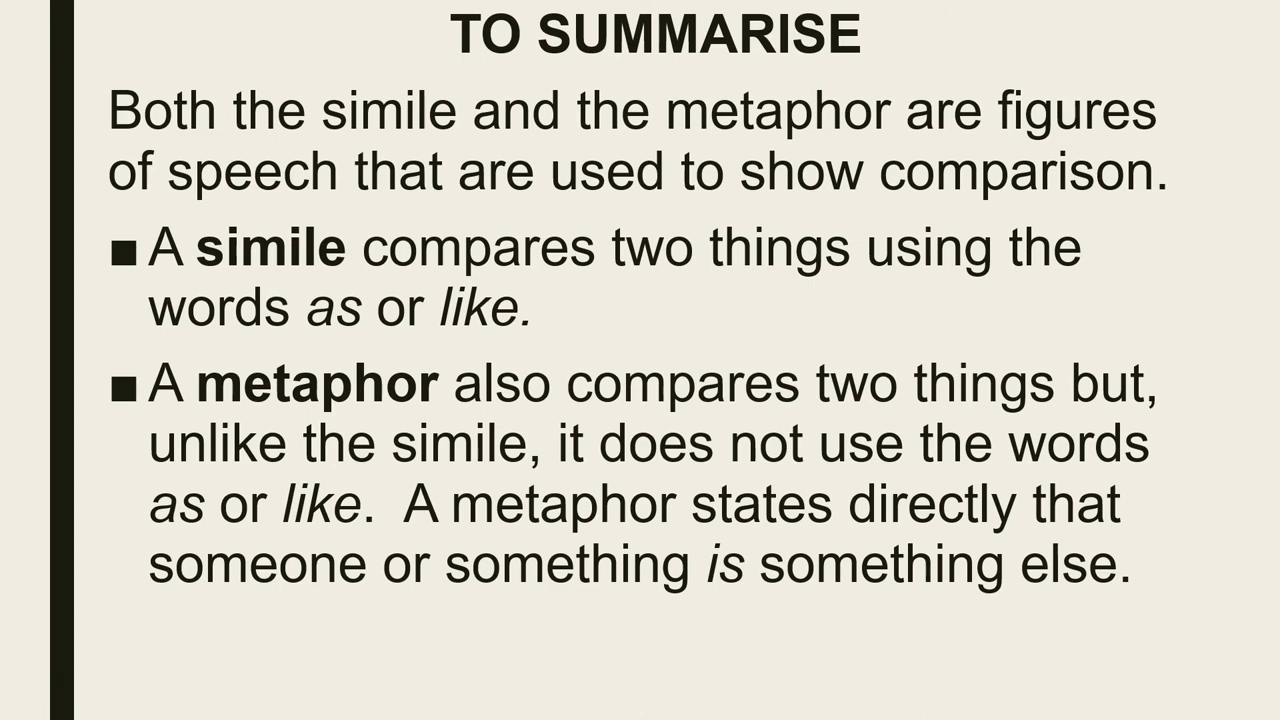 TO SUMMARISE
Both the simile and the metaphor are figures
of speech that are used to show comparison.
■ A simile compares two things using the
words as or like.
■ A metaphor also compares two things but,
unlike the simile, it does not use the words
as or like.  A metaphor states directly that
someone or something is something else.